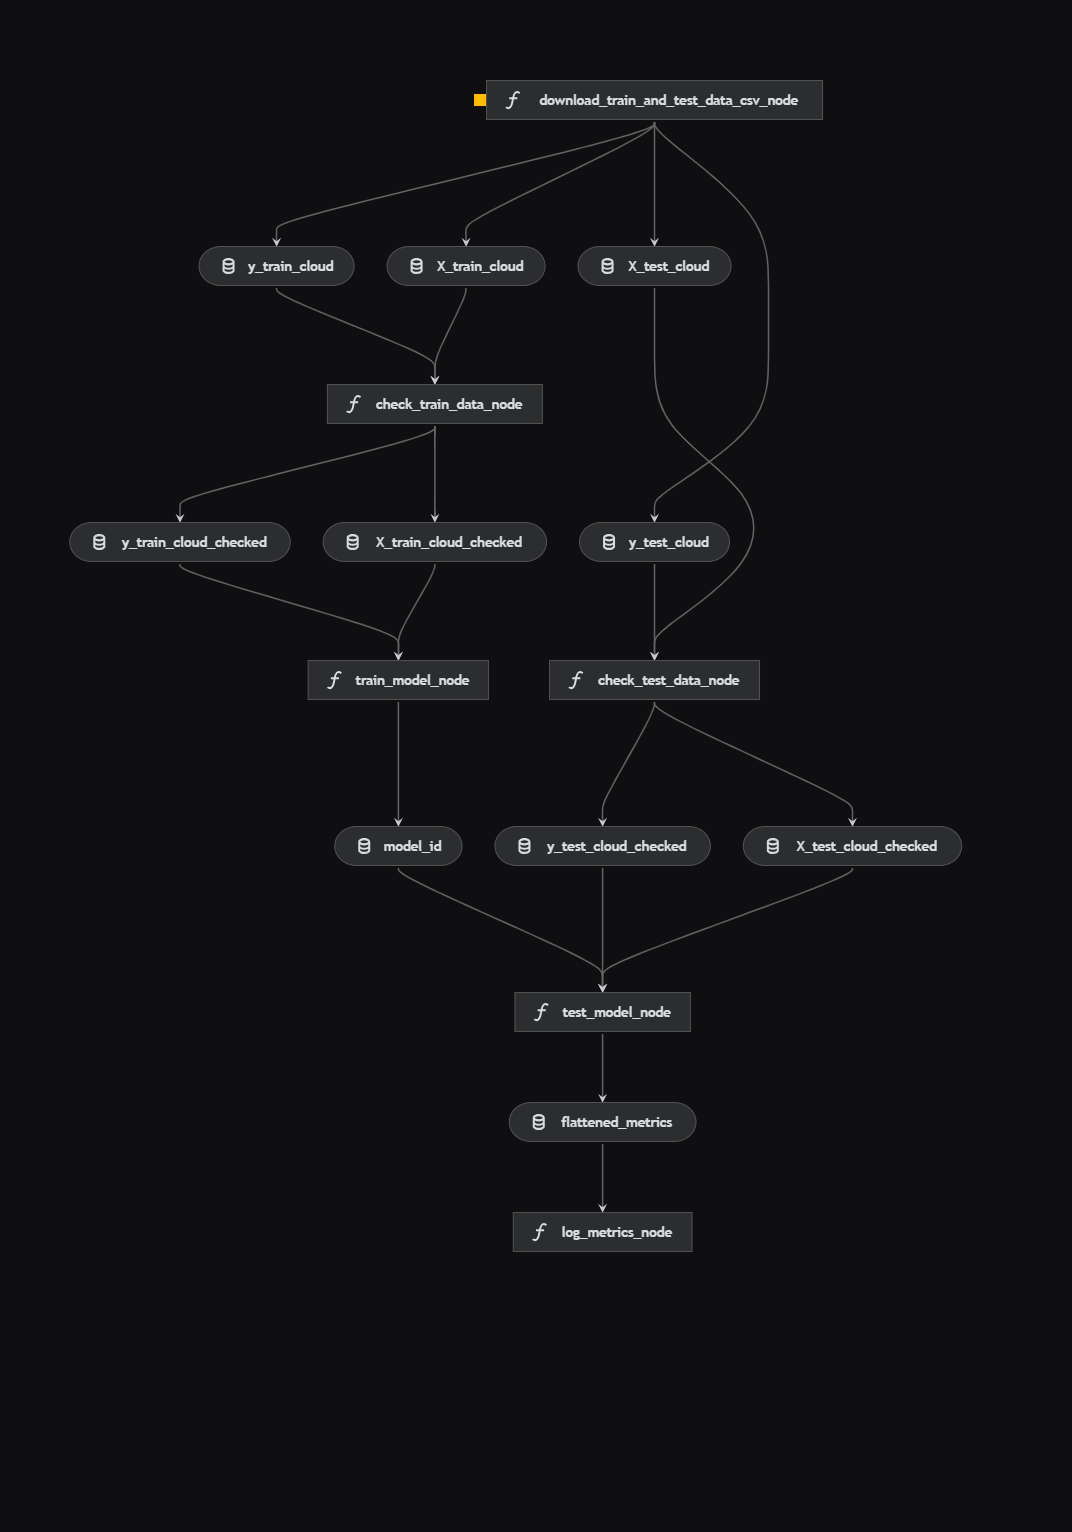 download_train_and_test_data_csv_node
y_train_cloud
X_train_cloud
X_test_cloud
check_train_data_node
y_train_cloud_checked
X_train_cloud_checked
y_test_cloud
train_model_node
check_test_data_node
model_id
y_test_cloud_checked
X_test_cloud_checked
test_model_node
flattened_metrics
log_metrics_node